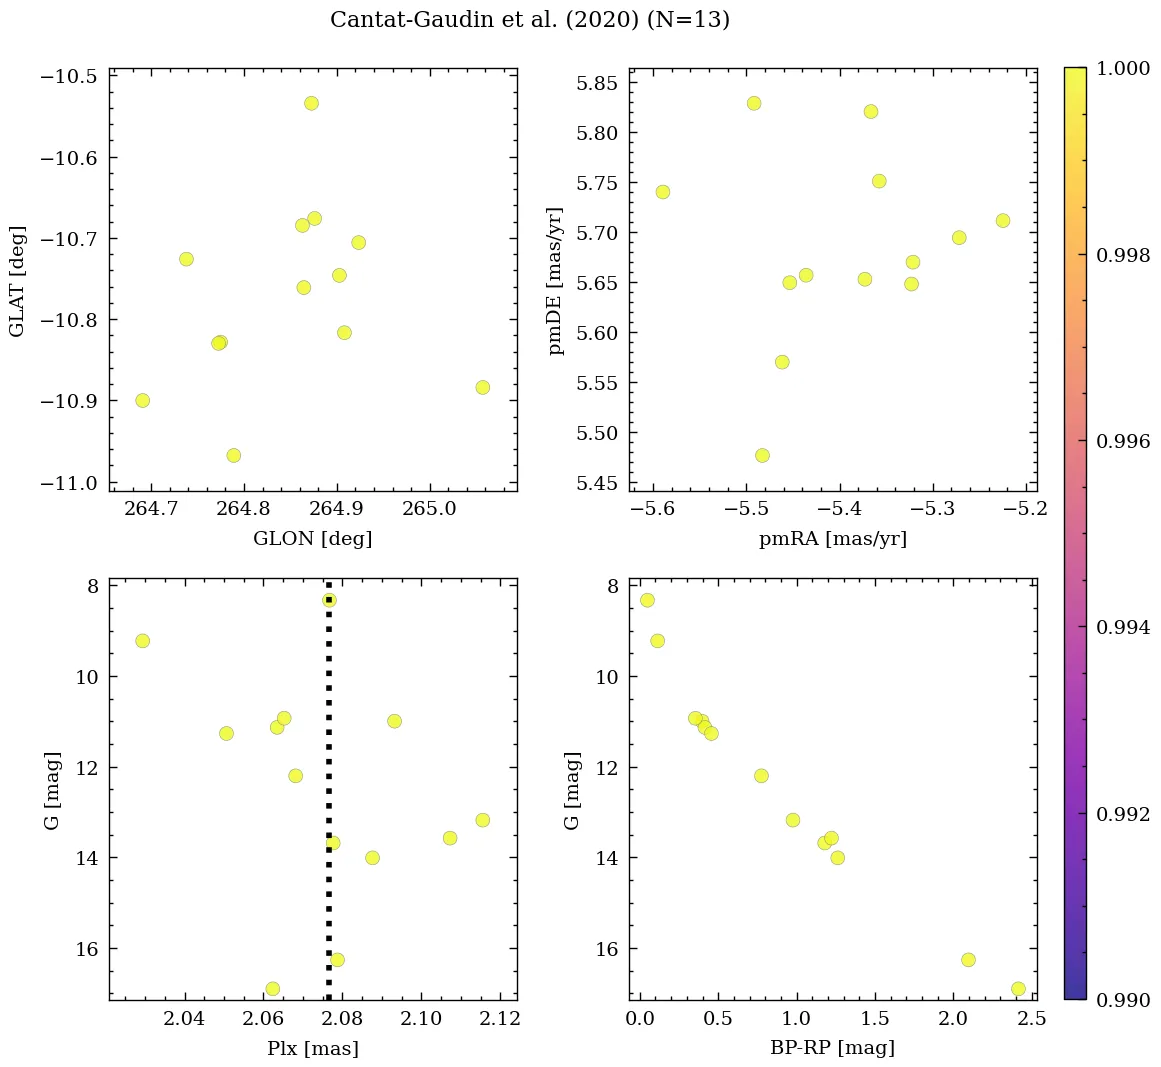 Cantat-Gaudin et al. (2020) (N=13)
−10.5
−10.6
−10.7
−10.8
−10.9
−11.0
GLAT [deg]
264.7 264.8 264.9 265.0
GLON [deg]
5.85
5.80
5.75
5.70
5.65
5.60
5.55
5.50
5.45
pmDE [mas/yr]
−5.6 −5.5 −5.4 −5.3 −5.2
pmRA [mas/yr]
8
10
12
14
16
G [mag]
2.04 2.06 2.08 2.10 2.12
Plx [mas]
8
10
12
14
16
G [mag]
0.0 0.5 1.0 1.5 2.0 2.5
BP-RP [mag]
1.000
0.998
0.996
0.994
0.992
0.990